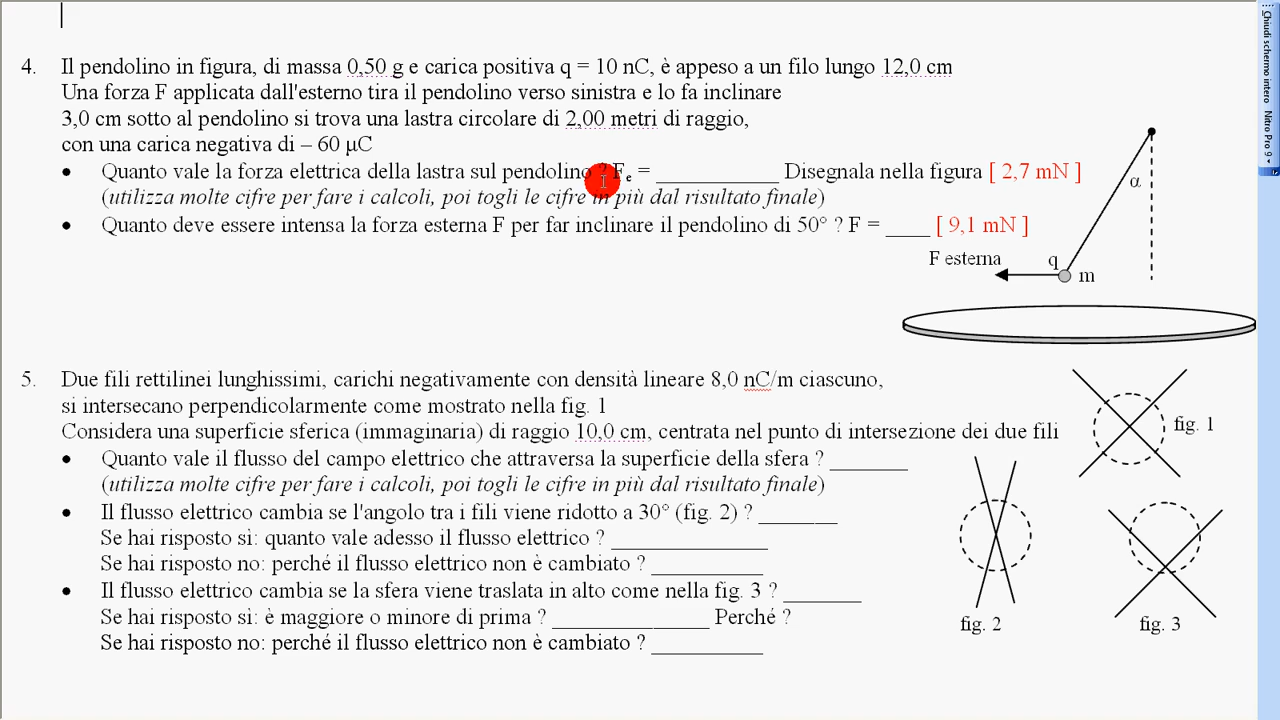 4. Il pendolino in figura, di massa 0,50 g e carica positiva q = 10 nC, è appeso a un filo lungo 12,0 cm
Una forza F applicata dall'esterno tira il pendolino verso sinistra e lo fa inclinare
3,0 cm sotto al pendolino si trova una lastra circolare di 2,00 metri di raggio,
con una carica negativa di – 60 µC
• Quanto vale la forza elettrica della lastra sul pendolino ? Fe = ___________ Disegnala nella figura [ 2,7 mN ]
(utilizza molte cifre per fare i calcoli, poi togli le cifre in più dal risultato finale)
• Quanto deve essere intensa la forza esterna F per far inclinare il pendolino di 50° ? F = ____ [ 9,1 mN ]
α
F esterna
q
m
5. Due fili rettilinei lunghissimi, carichi negativamente con densità lineare 8,0 nC/m ciascuno,
si intersecano perpendicolarmente come mostrato nella fig. 1
Considera una superficie sferica (immaginaria) di raggio 10,0 cm, centrata nel punto di intersezione dei due fili
• Quanto vale il flusso del campo elettrico che attraversa la superficie della sfera ? _______
(utilizza molte cifre per fare i calcoli, poi togli le cifre in più dal risultato finale)
• Il flusso elettrico cambia se l'angolo tra i fili viene ridotto a 30° (fig. 2) ? _______
Se hai risposto sì: quanto vale adesso il flusso elettrico ? ______________
Se hai risposto no: perché il flusso elettrico non è cambiato ? __________
• Il flusso elettrico cambia se la sfera viene traslata in alto come nella fig. 3 ? _______
Se hai risposto sì: è maggiore o minore di prima ? ______________ Perché ?
Se hai risposto no: perché il flusso elettrico non è cambiato ? __________
fig. 1
fig. 2
fig. 3
Chiudi schermo intero
Nitro Pro 9